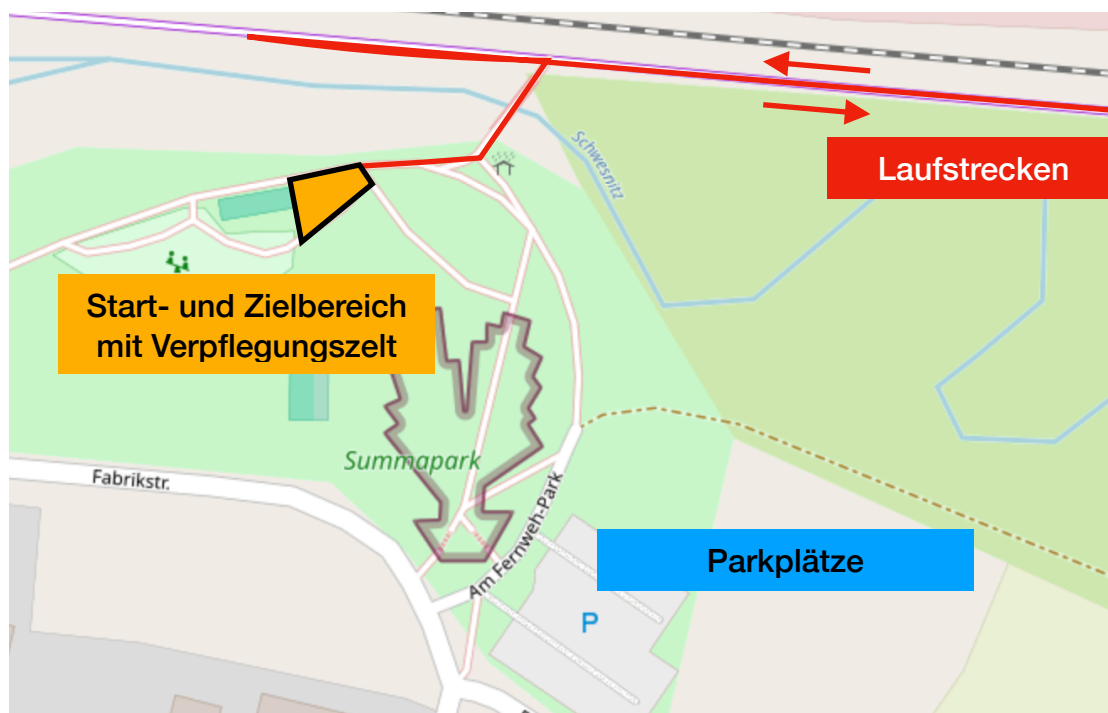 Schwesnitz
Laufstrecken
Start- und Zielbereich
mit Verpflegungszelt
Summapark
Fabrikstr.
Am Fernweh-Park
Parkplätze
P